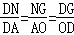 DN/DA = NG/AO = DG/OD